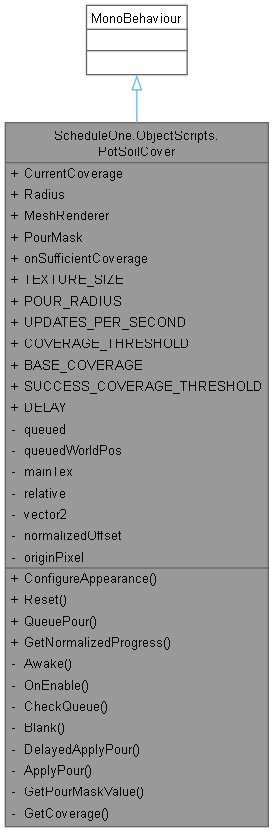 MonoBehaviour
ScheduleOne.ObjectScripts.
PotSoilCover
+ CurrentCoverage
+ Radius
+ MeshRenderer
+ PourMask
+ onSufficientCoverage
+ TEXTURE_SIZE
+ POUR_RADIUS
+ UPDATES_PER_SECOND
+ COVERAGE_THRESHOLD
+ BASE_COVERAGE
+ SUCCESS_COVERAGE_THRESHOLD
+ DELAY
- queued
- queuedWorldPos
- mainTex
- relative
- vector2
- normalizedOffset
- originPixel
+ ConfigureAppearance()
+ Reset()
+ QueuePour()
+ GetNormalizedProgress()
- Awake()
- OnEnable()
- CheckQueue()
- Blank()
- DelayedApplyPour()
- ApplyPour()
- GetPourMaskValue()
- GetCoverage()